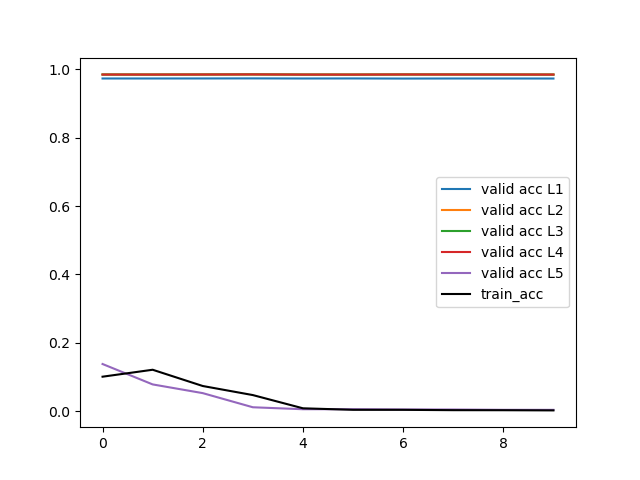 1.0
0.8
0.6
0.4
0.2
0.0
0 2 4 6 8
valid acc L1
valid acc L2
valid acc L3
valid acc L4
valid acc L5
train_acc